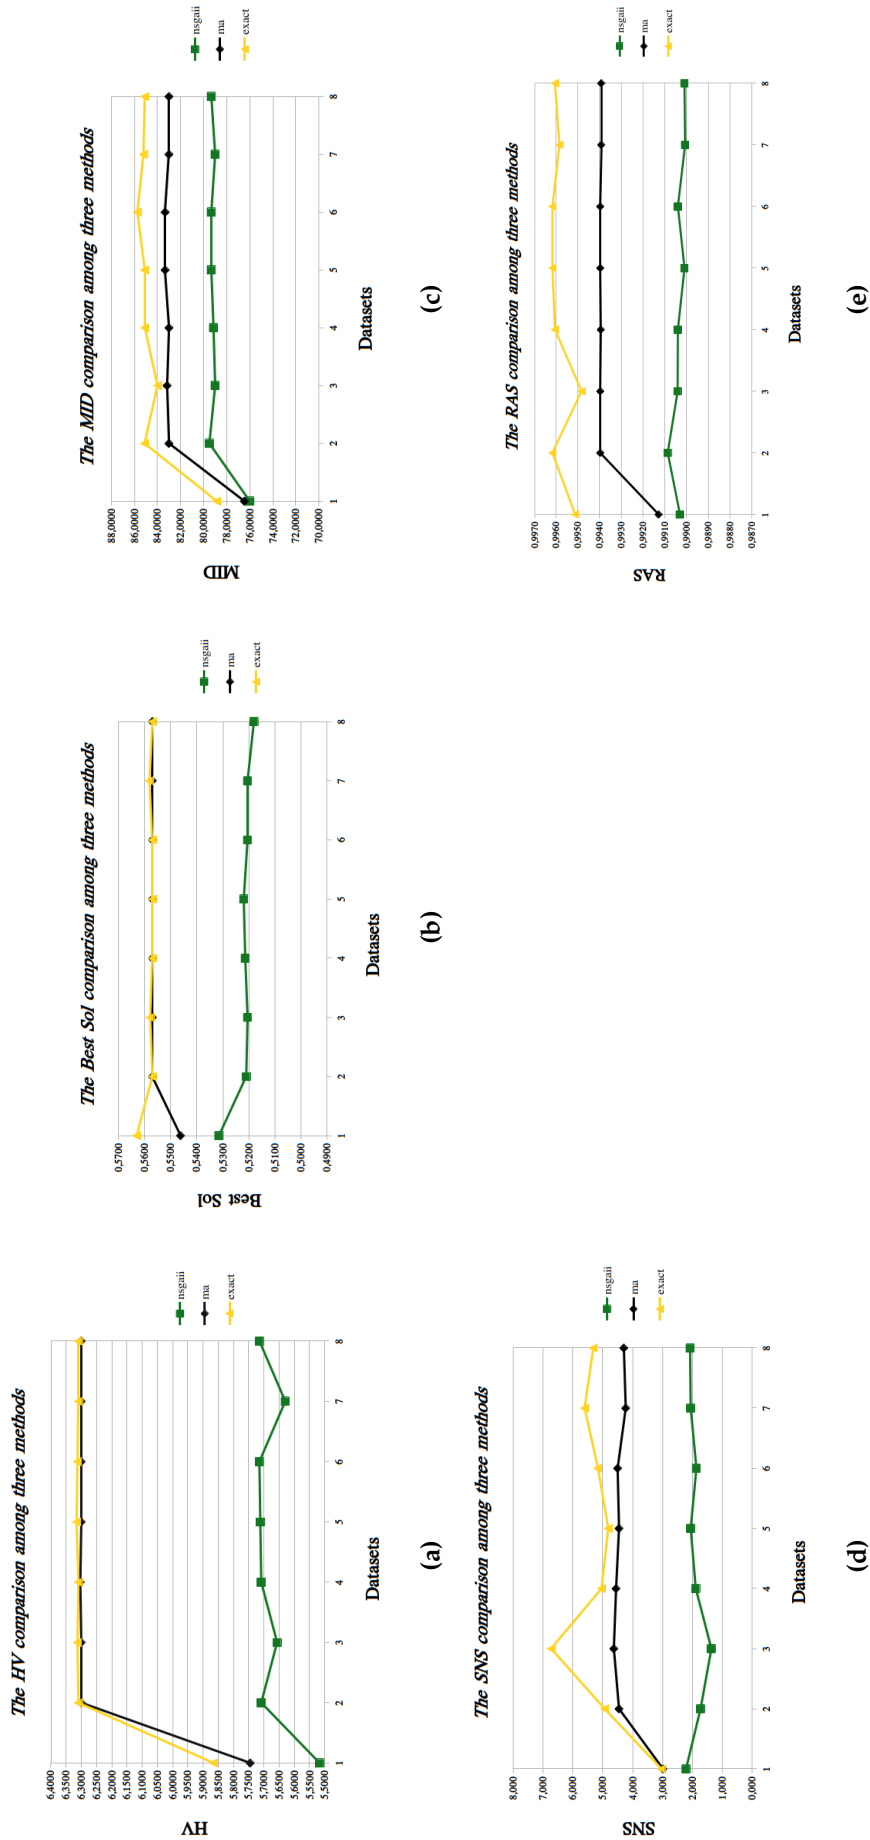 The HV comparison among three methods
HV
6,4000
6,3500
6,3000
6,2500
6,2000
6,1500
6,1000
6,0500
6,0000
5,9500
5,9000
5,8500
5,8000
5,7500
5,7000
5,6500
5,6000
5,5500
5,5000
1 2 3 4 5 6 7 8
Datasets
nsgaii
ma
exact
(a)
The Best Sol comparison among three methods
Best Sol
0,5700
0,5600
0,5500
0,5400
0,5300
0,5200
0,5100
0,5000
0,4900
1 2 3 4 5 6 7 8
Datasets
nsgaii
ma
exact
(b)
The MID comparison among three methods
MID
88,0000
86,0000
84,0000
82,0000
80,0000
78,0000
76,0000
74,0000
72,0000
70,0000
1 2 3 4 5 6 7 8
Datasets
nsgaii
ma
exact
(c)
The SNS comparison among three methods
SNS
8,000
7,000
6,000
5,000
4,000
3,000
2,000
1,000
0,000
1 2 3 4 5 6 7 8
Datasets
nsgaii
ma
exact
(d)
The RAS comparison among three methods
RAS
0,9970
0,9960
0,9950
0,9940
0,9930
0,9920
0,9910
0,9900
0,9890
0,9880
0,9870
1 2 3 4 5 6 7 8
Datasets
nsgaii
ma
exact
(e)